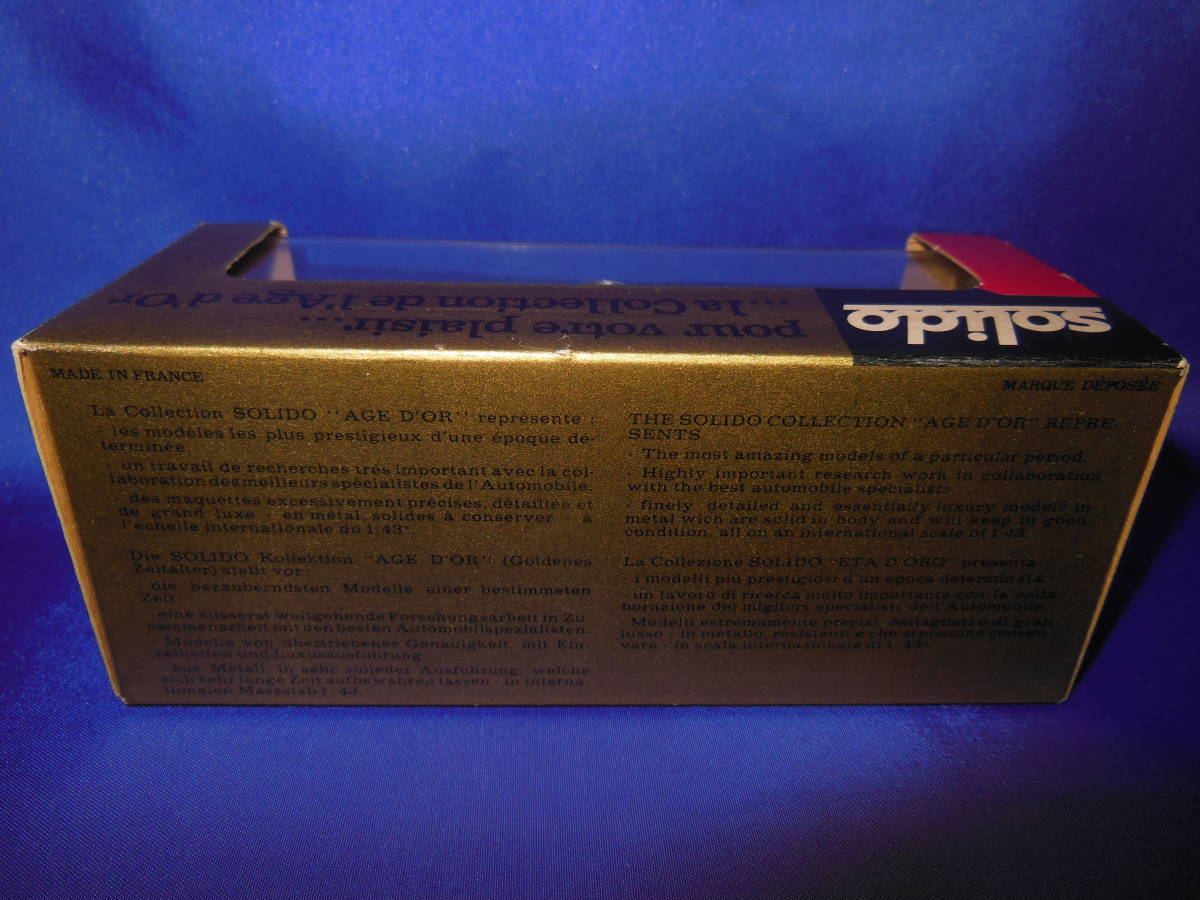 solido
pour votre plaisir...
...la Collection de l'Age d'Or
MADE IN FRANCE
MARQUE DÉPOSÉE
La Collection SOLIDO "AGE D'OR" représente :
- les modèles les plus prestigieux d'une époque dé-
terminée.
- un travail de recherches très important avec la col-
laboration des meilleurs spécialistes de l'Automobile.
des maquettes excessivement précises, détaillée et
de grand luxe - en métal, solides à conserver - à
l'echelle internationale du 1/43°.
Die SOLIDO Kollektion "AGE D'OR" (Goldenes
Zeitalter) stellt vor:
die bezauberndsten Modelle einer bestimmeten
Zeit.
eine äusserst weitgehende Forschungsarbeit in Zu-
sammenarbeit mit den besten Automobilspezialisten.
Modelle von übertriebener Genauigkeit, mit Ein-
zelheiten und Luxusausführung
aus Metall, in sehr solieder Ausführung, welche
sich sehr lange Zeit aufbewahren lassen - in interna-
tionalen Maszstab 1/43.
THE SOLIDO COLLECTION "AGE D'OR" REPRE-
SENTS
- The most amazing models of a particular period.
- Highly important research work in collaboration
with the best automobile specialists
- finely detailed and essentially luxury models in
metal wich are solid in body and will keep in good
condition, all on an international scale of 1/43.
La Collezione SOLIDO "ETA D'ORO" presenta
- i modelli più prestigiosi d'un epoca determinata
- un lavoro di ricerca molto importante con la colla-
borazione dei migliori specialisti dell'Automobile.
Modelli estremamente precisi, dettagliati e di gran
lusso - in metallo, resistenti e che si possono conser-
vare - in scala internazionale di 1/43°.